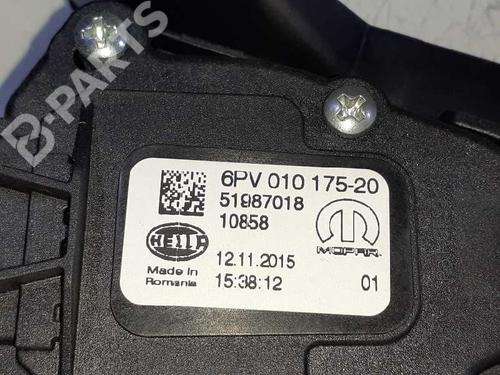 B-PARTS
6PV 010 175-20
51987018
10858
HELLA
MOPAR
12.11.2015
Made in
Romania
15:38:12
01